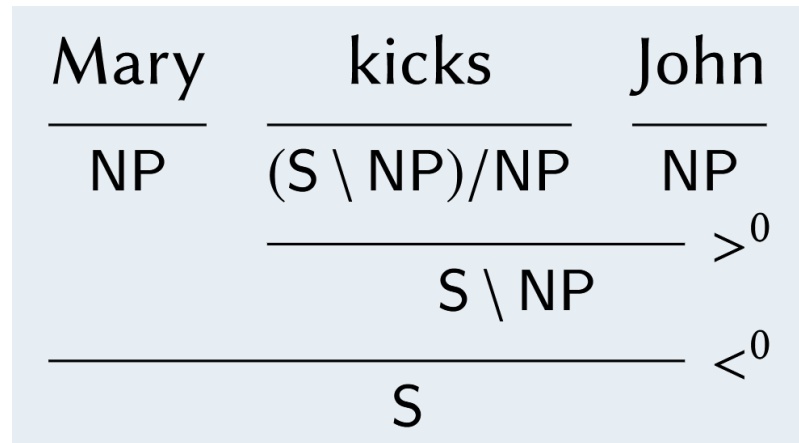 Mary kicks John
NP (S \ NP)/NP NP
>0
S \ NP
<0
S